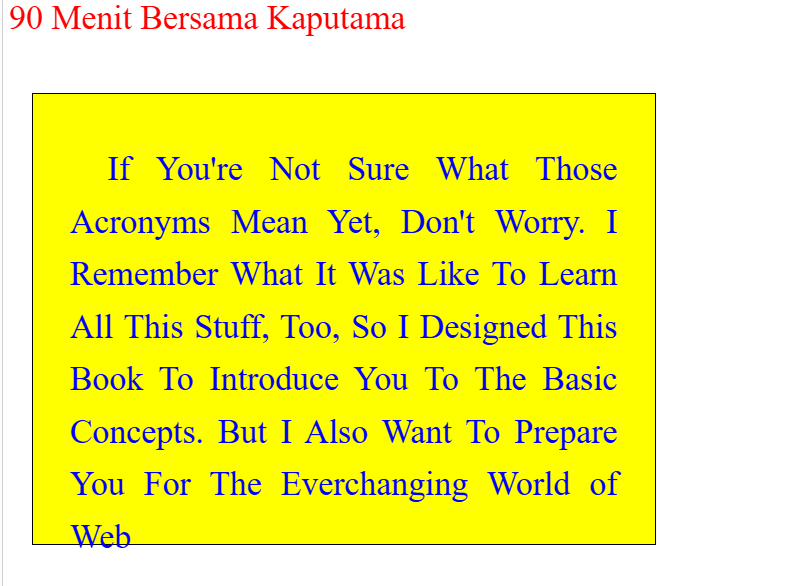 90 Menit Bersama Kaputama
If You're Not Sure What Those
Acronyms Mean Yet, Don't Worry. I
Remember What It Was Like To Learn
All This Stuff, Too, So I Designed This
Book To Introduce You To The Basic
Concepts. But I Also Want To Prepare
You For The Everchanging World of
Web